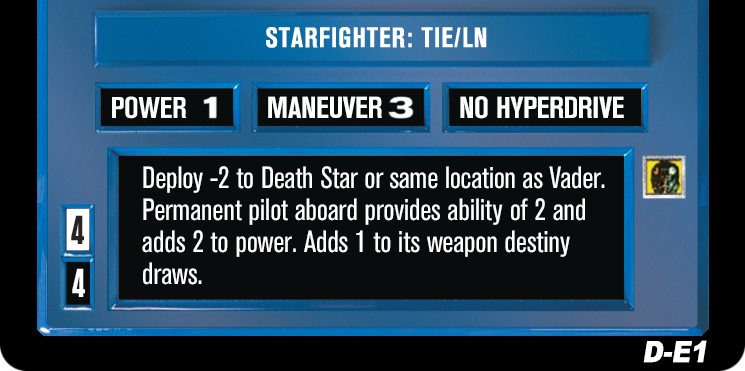 STARFIGHTER: TIE/LN
POWER 1 MANEUVER 3 NO HYPERDRIVE
Deploy -2 to Death Star or same location as Vader.
Permanent pilot aboard provides ability of 2 and
adds 2 to power. Adds 1 to its weapon destiny
draws.
4
4
D-E1